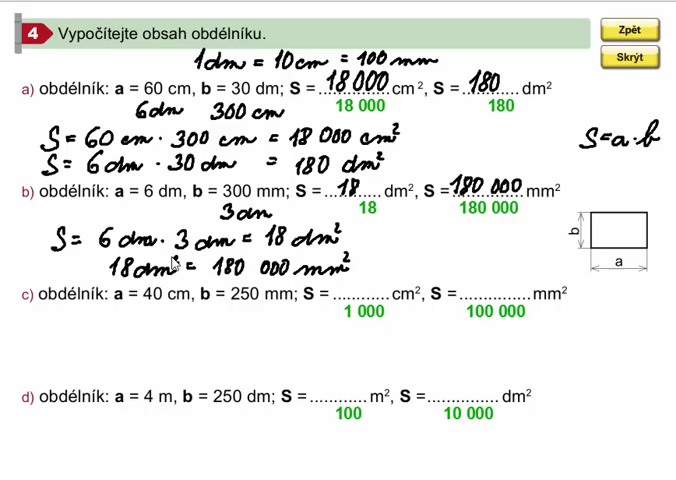 4 Vypočítejte obsah obdélníku.
Zpět
Skrýt
1dm = 10cm = 100 mm
a) obdélník: a = 60 cm, b = 30 dm; S = 18 000 cm², S = 180 dm²
18 000 180
6dm 300 cm
S = 60 cm · 300 cm = 18 000 cm²
S = a · b
S = 6 dm · 30 dm = 180 dm²
b) obdélník: a = 6 dm, b = 300 mm; S = 18 dm², S = 180 000 mm²
18 180 000
3dm
S = 6 dm · 3 dm = 18 dm²
18dm² = 180 000 mm²
b
a
c) obdélník: a = 40 cm, b = 250 mm; S = ............ cm², S = ............... mm²
1 000 100 000
d) obdélník: a = 4 m, b = 250 dm; S = ............ m², S = ............... dm²
100 10 000